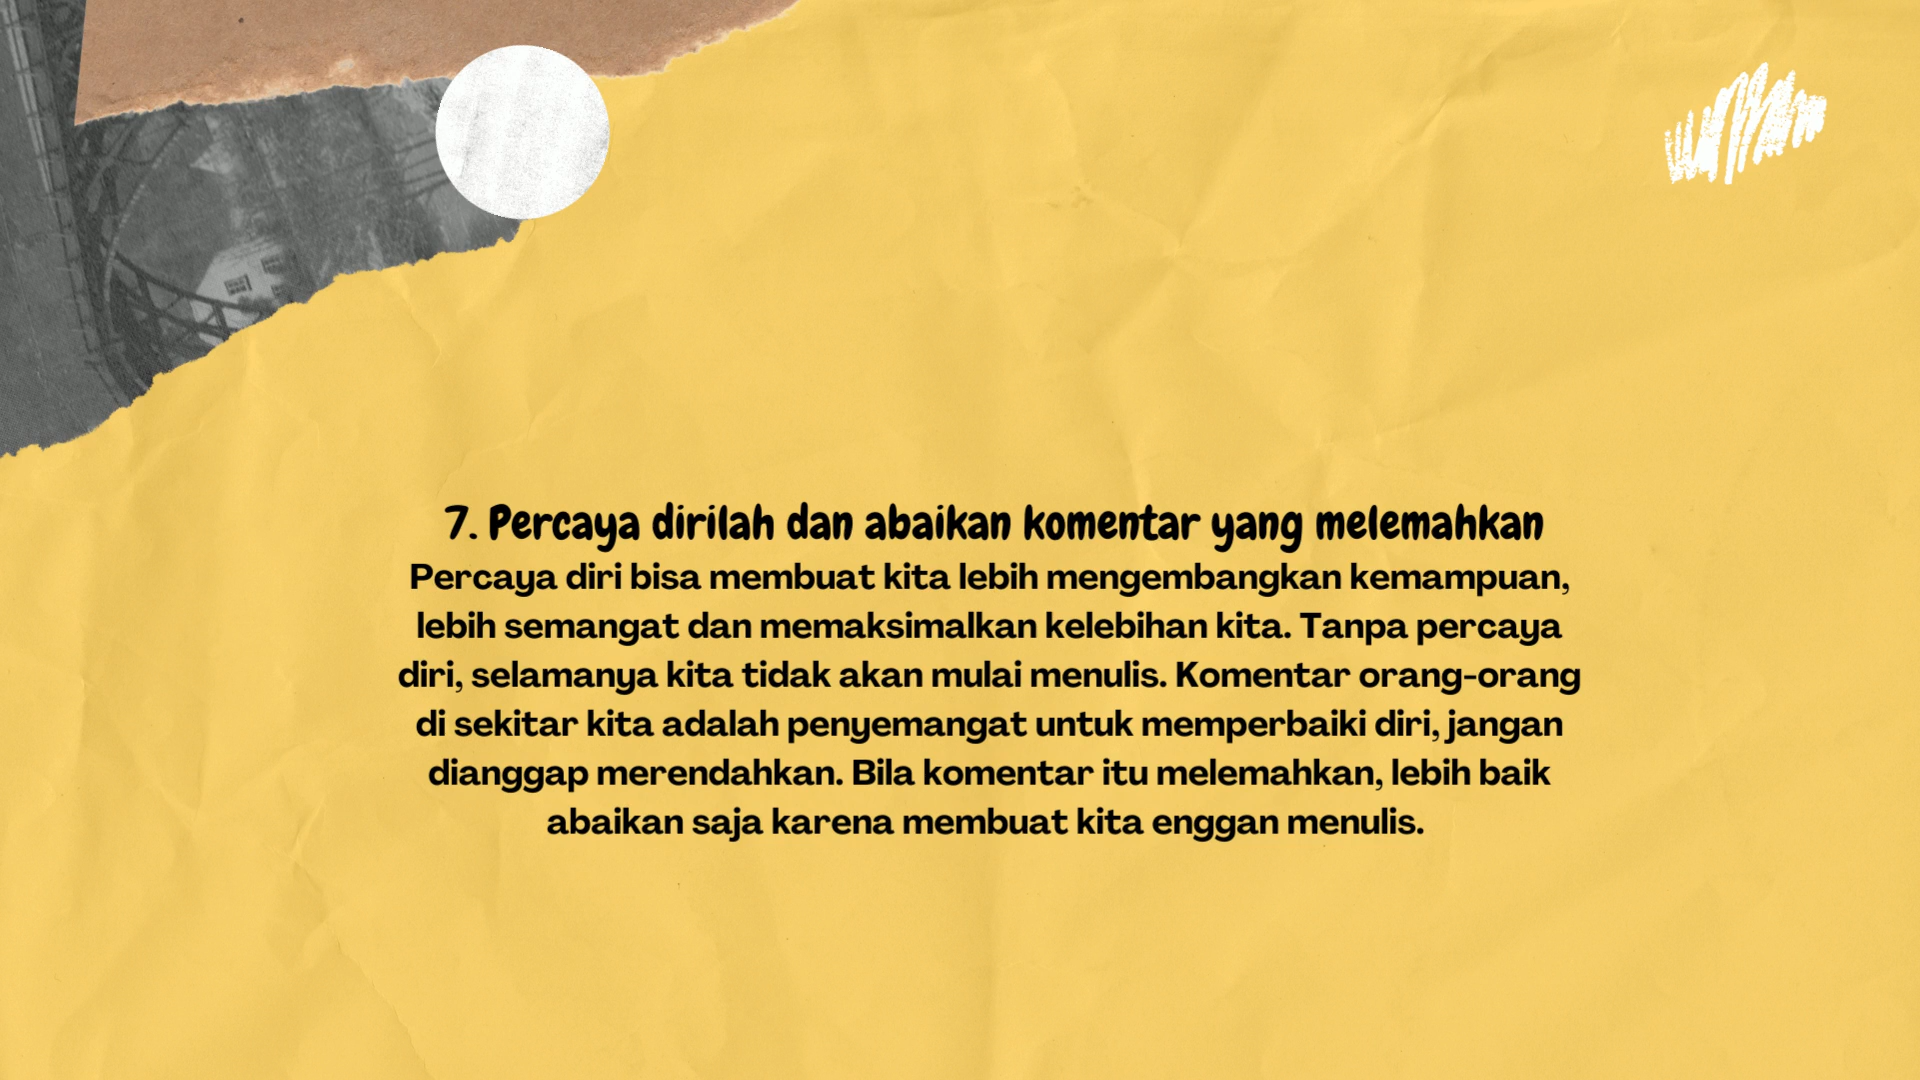 7. Percaya dirilah dan abaikan komentar yang melemahkan
Percaya diri bisa membuat kita lebih mengembangkan kemampuan,
lebih semangat dan memaksimalkan kelebihan kita. Tanpa percaya
diri, selamanya kita tidak akan mulai menulis. Komentar orang-orang
di sekitar kita adalah penyemangat untuk memperbaiki diri, jangan
dianggap merendahkan. Bila komentar itu melemahkan, lebih baik
abaikan saja karena membuat kita enggan menulis.